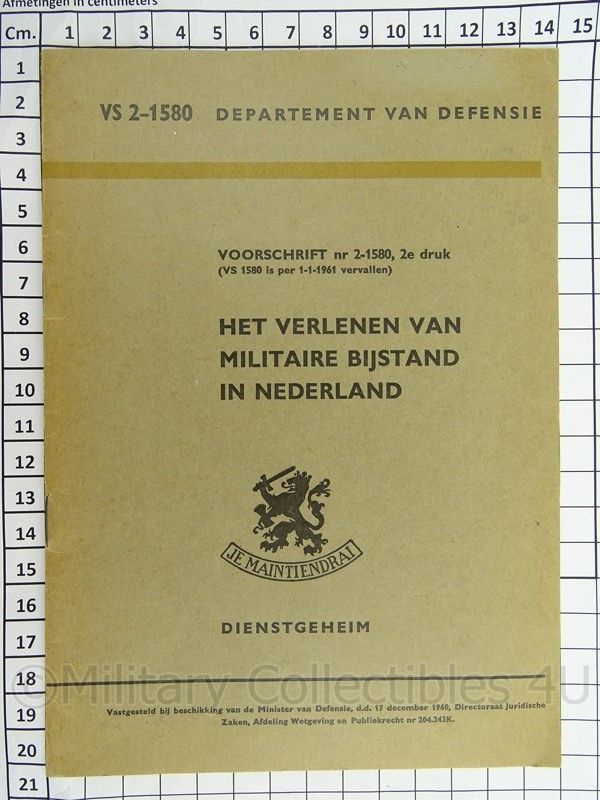 Afmetingen in centimeters
Cm. 1 2 3 4 5 6 7 8 9 10 11 12 13 14 15
1
2
3
4
5
6
7
8
9
10
11
12
13
14
15
16
17
18
19
20
21
VS 2-1580 DEPARTEMENT VAN DEFENSIE
VOORSCHRIFT nr 2-1580, 2e druk
(VS 1580 is per 1-1-1961 vervallen)
HET VERLENEN VAN
MILITAIRE BIJSTAND
IN NEDERLAND
JE MAINTIENDRAI
DIENSTGEHEIM
©Military Collectibles 4U
Vastgesteld bij beschikking van de Minister van Defensie, d.d. 17 december 1960, Directoraat Juridische
Zaken, Afdeling Wetgeving en Publiekrecht nr 204.243K.